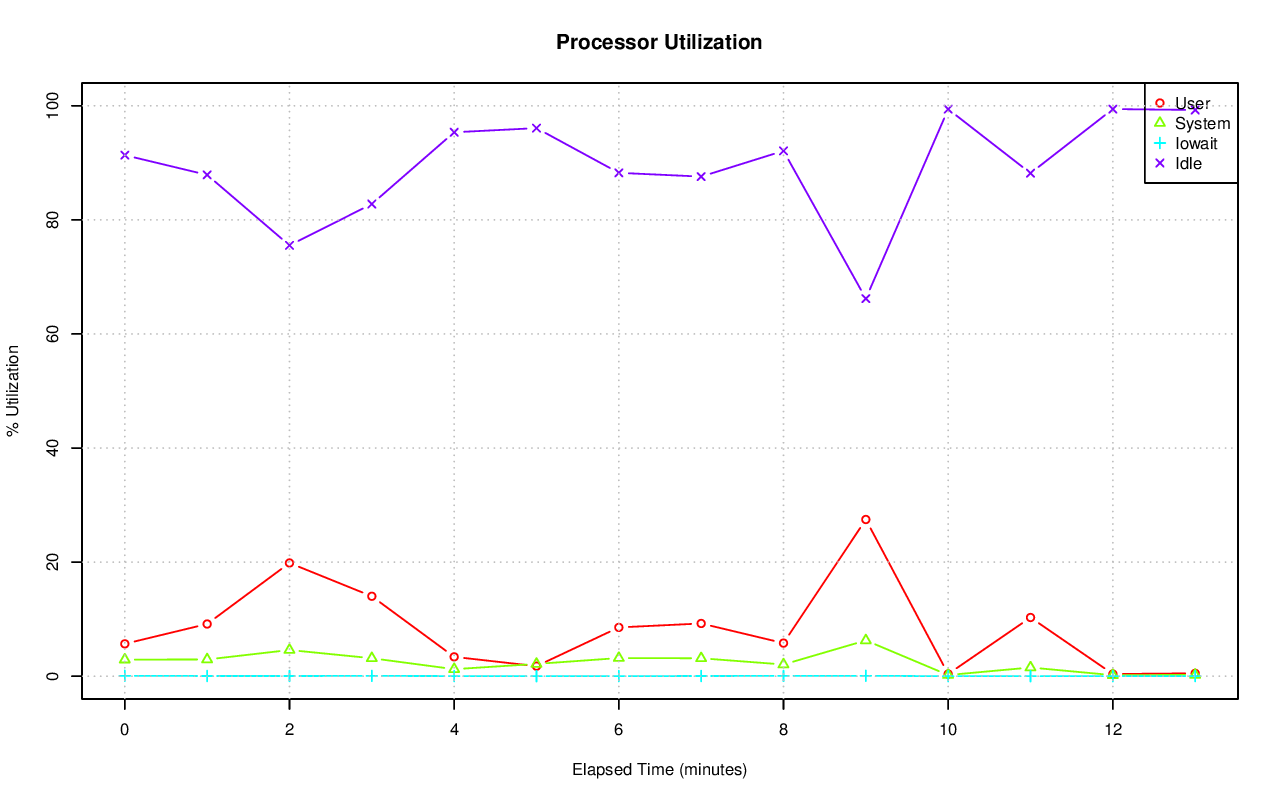 Processor Utilization
100
80
60
40
20
0
% Utilization
User
System
Iowait
Idle
0 2 4 6 8 10 12
Elapsed Time (minutes)